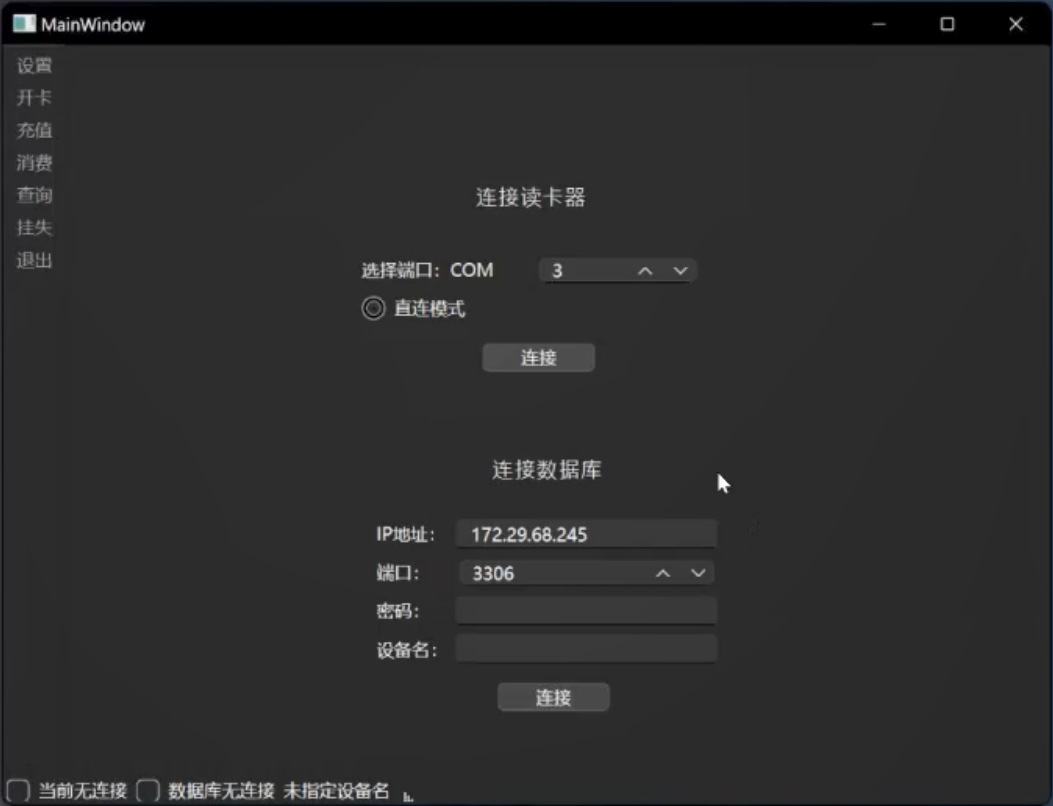 MainWindow
设置
开卡
充值
消费
查询
挂失
退出
连接读卡器
选择端口：COM 3
直连模式
连接
连接数据库
IP地址： 172.29.68.245
端口： 3306
密码：
设备名：
连接
当前无连接 数据库无连接 未指定设备名